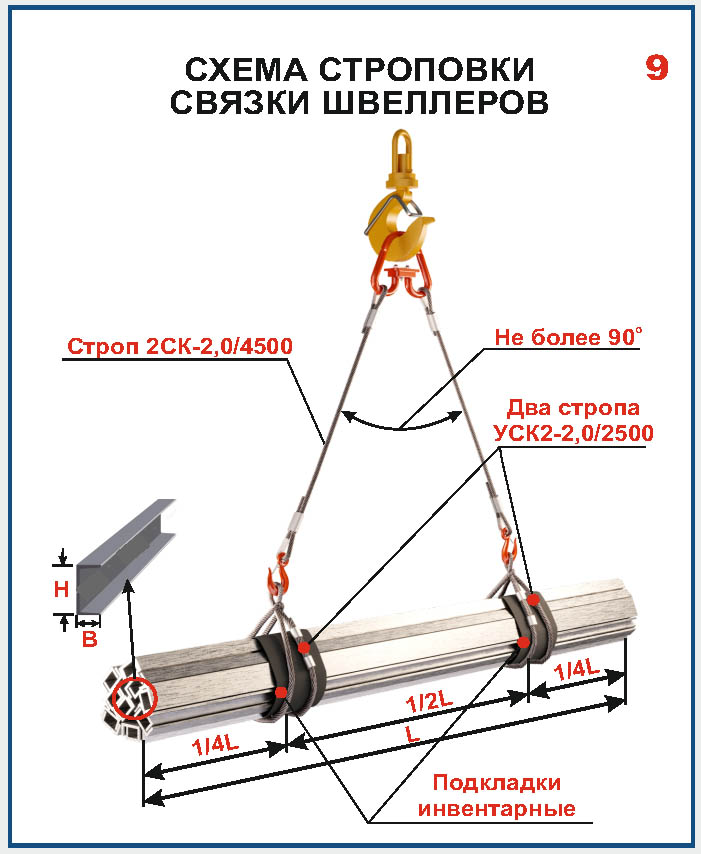 СХЕМА СТРОПОВКИ
СВЯЗКИ ШВЕЛЛЕРОВ
9
Строп 2СК-2,0/4500
Не более 90°
Два стропа
УСК2-2,0/2500
H
B
1/4L
1/2L
1/4L
L
Подкладки
инвентарные